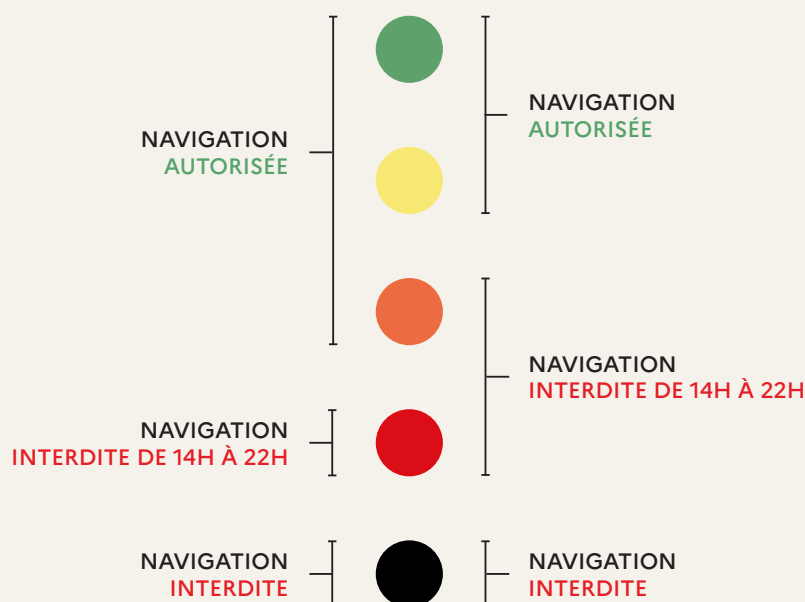 NAVIGATION
AUTORISÉE
NAVIGATION
AUTORISÉE
NAVIGATION
INTERDITE DE 14H À 22H
NAVIGATION
INTERDITE DE 14H À 22H
NAVIGATION
INTERDITE
NAVIGATION
INTERDITE